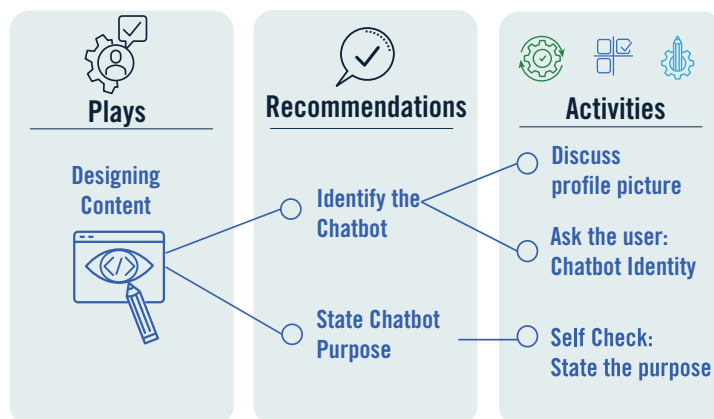 Plays
Designing
Content
Recommendations
Identify the
Chatbot
State Chatbot
Purpose
Activities
Discuss
profile picture
Ask the user:
Chatbot Identity
Self Check:
State the purpose